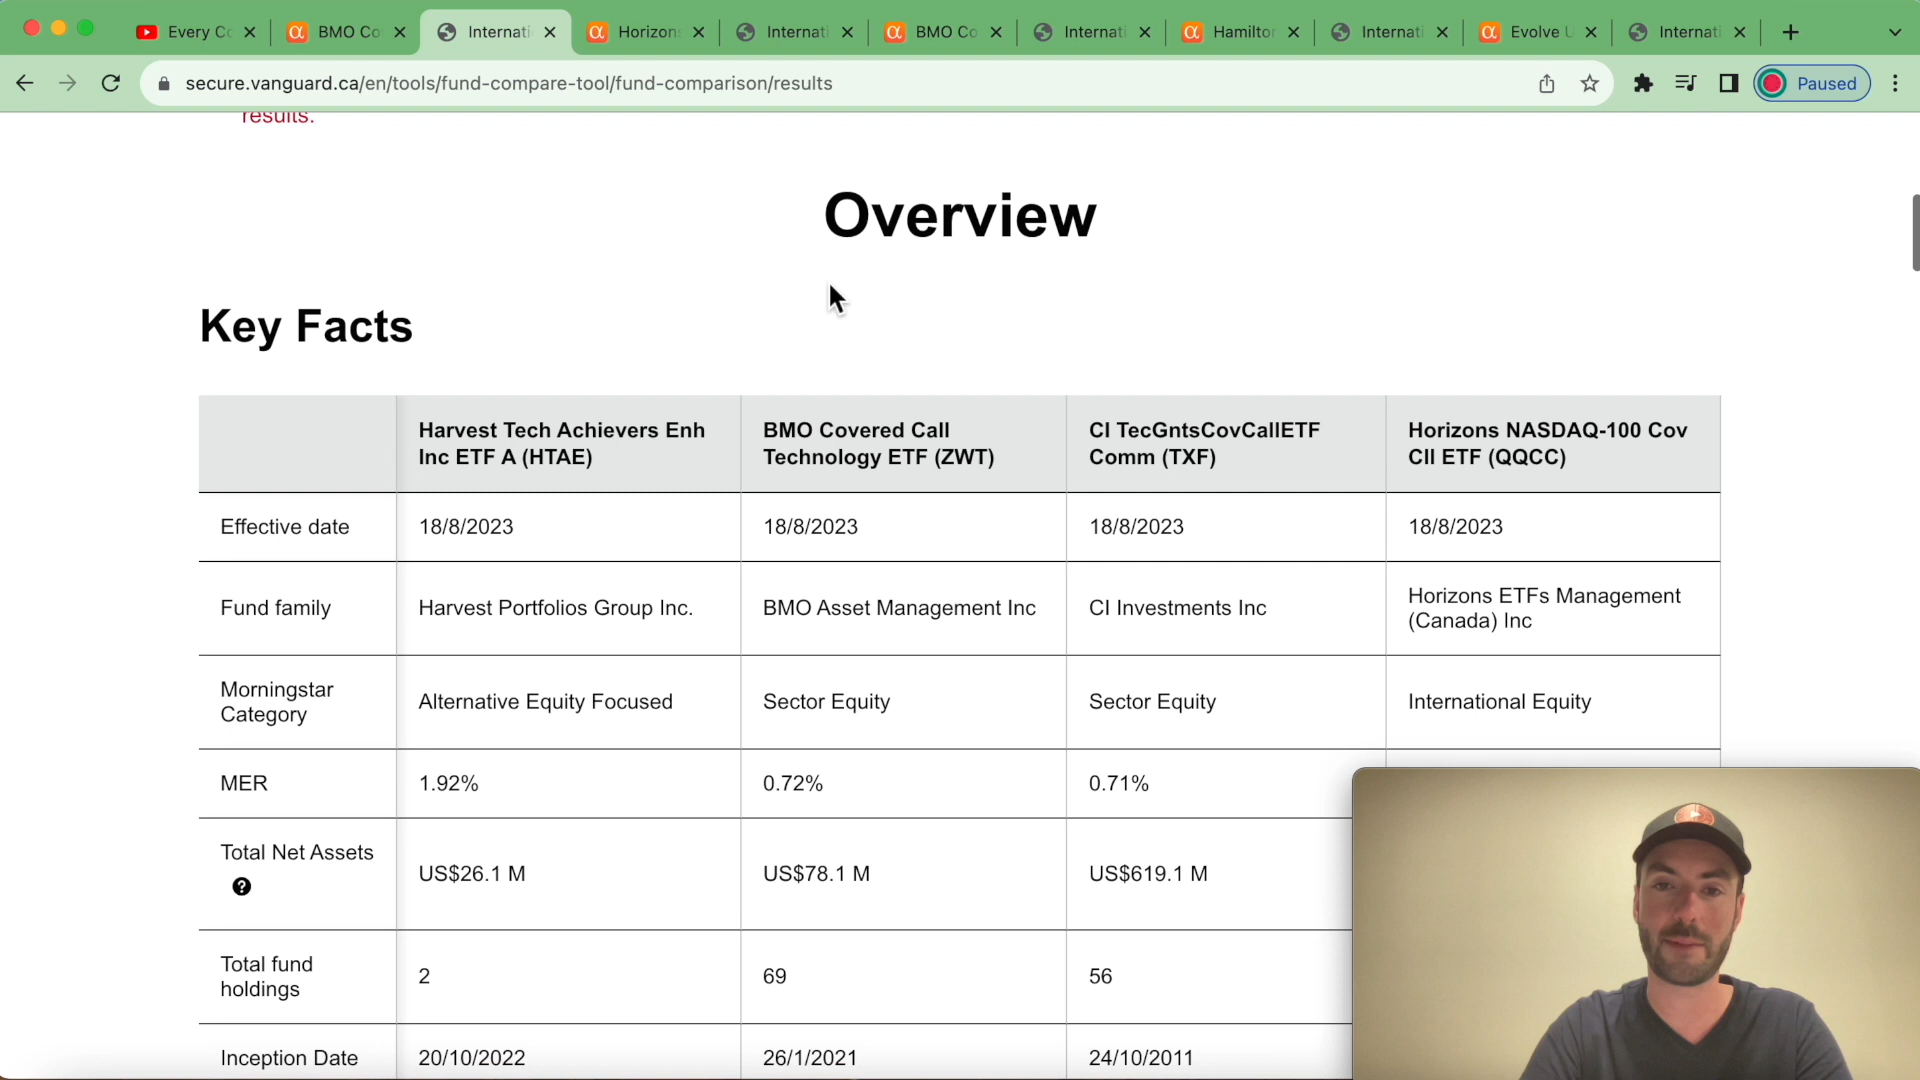 Every Co
BMO Co
Internati
Horizons
Internati
BMO Co
Internati
Hamilton
Internati
Evolve U
Internati
secure.vanguard.ca/en/tools/fund-compare-tool/fund-comparison/results
Paused
results.
Overview
Key Facts
Harvest Tech Achievers Enh
Inc ETF A (HTAE)
BMO Covered Call
Technology ETF (ZWT)
CI TecGntsCovCallETF
Comm (TXF)
Horizons NASDAQ-100 Cov
Cll ETF (QQCC)
Effective date
18/8/2023
18/8/2023
18/8/2023
18/8/2023
Fund family
Harvest Portfolios Group Inc.
BMO Asset Management Inc
CI Investments Inc
Horizons ETFs Management
(Canada) Inc
Morningstar
Category
Alternative Equity Focused
Sector Equity
Sector Equity
International Equity
MER
1.92%
0.72%
0.71%
Total Net Assets
?
US$26.1 M
US$78.1 M
US$619.1 M
Total fund
holdings
2
69
56
Inception Date
20/10/2022
26/1/2021
24/10/2011